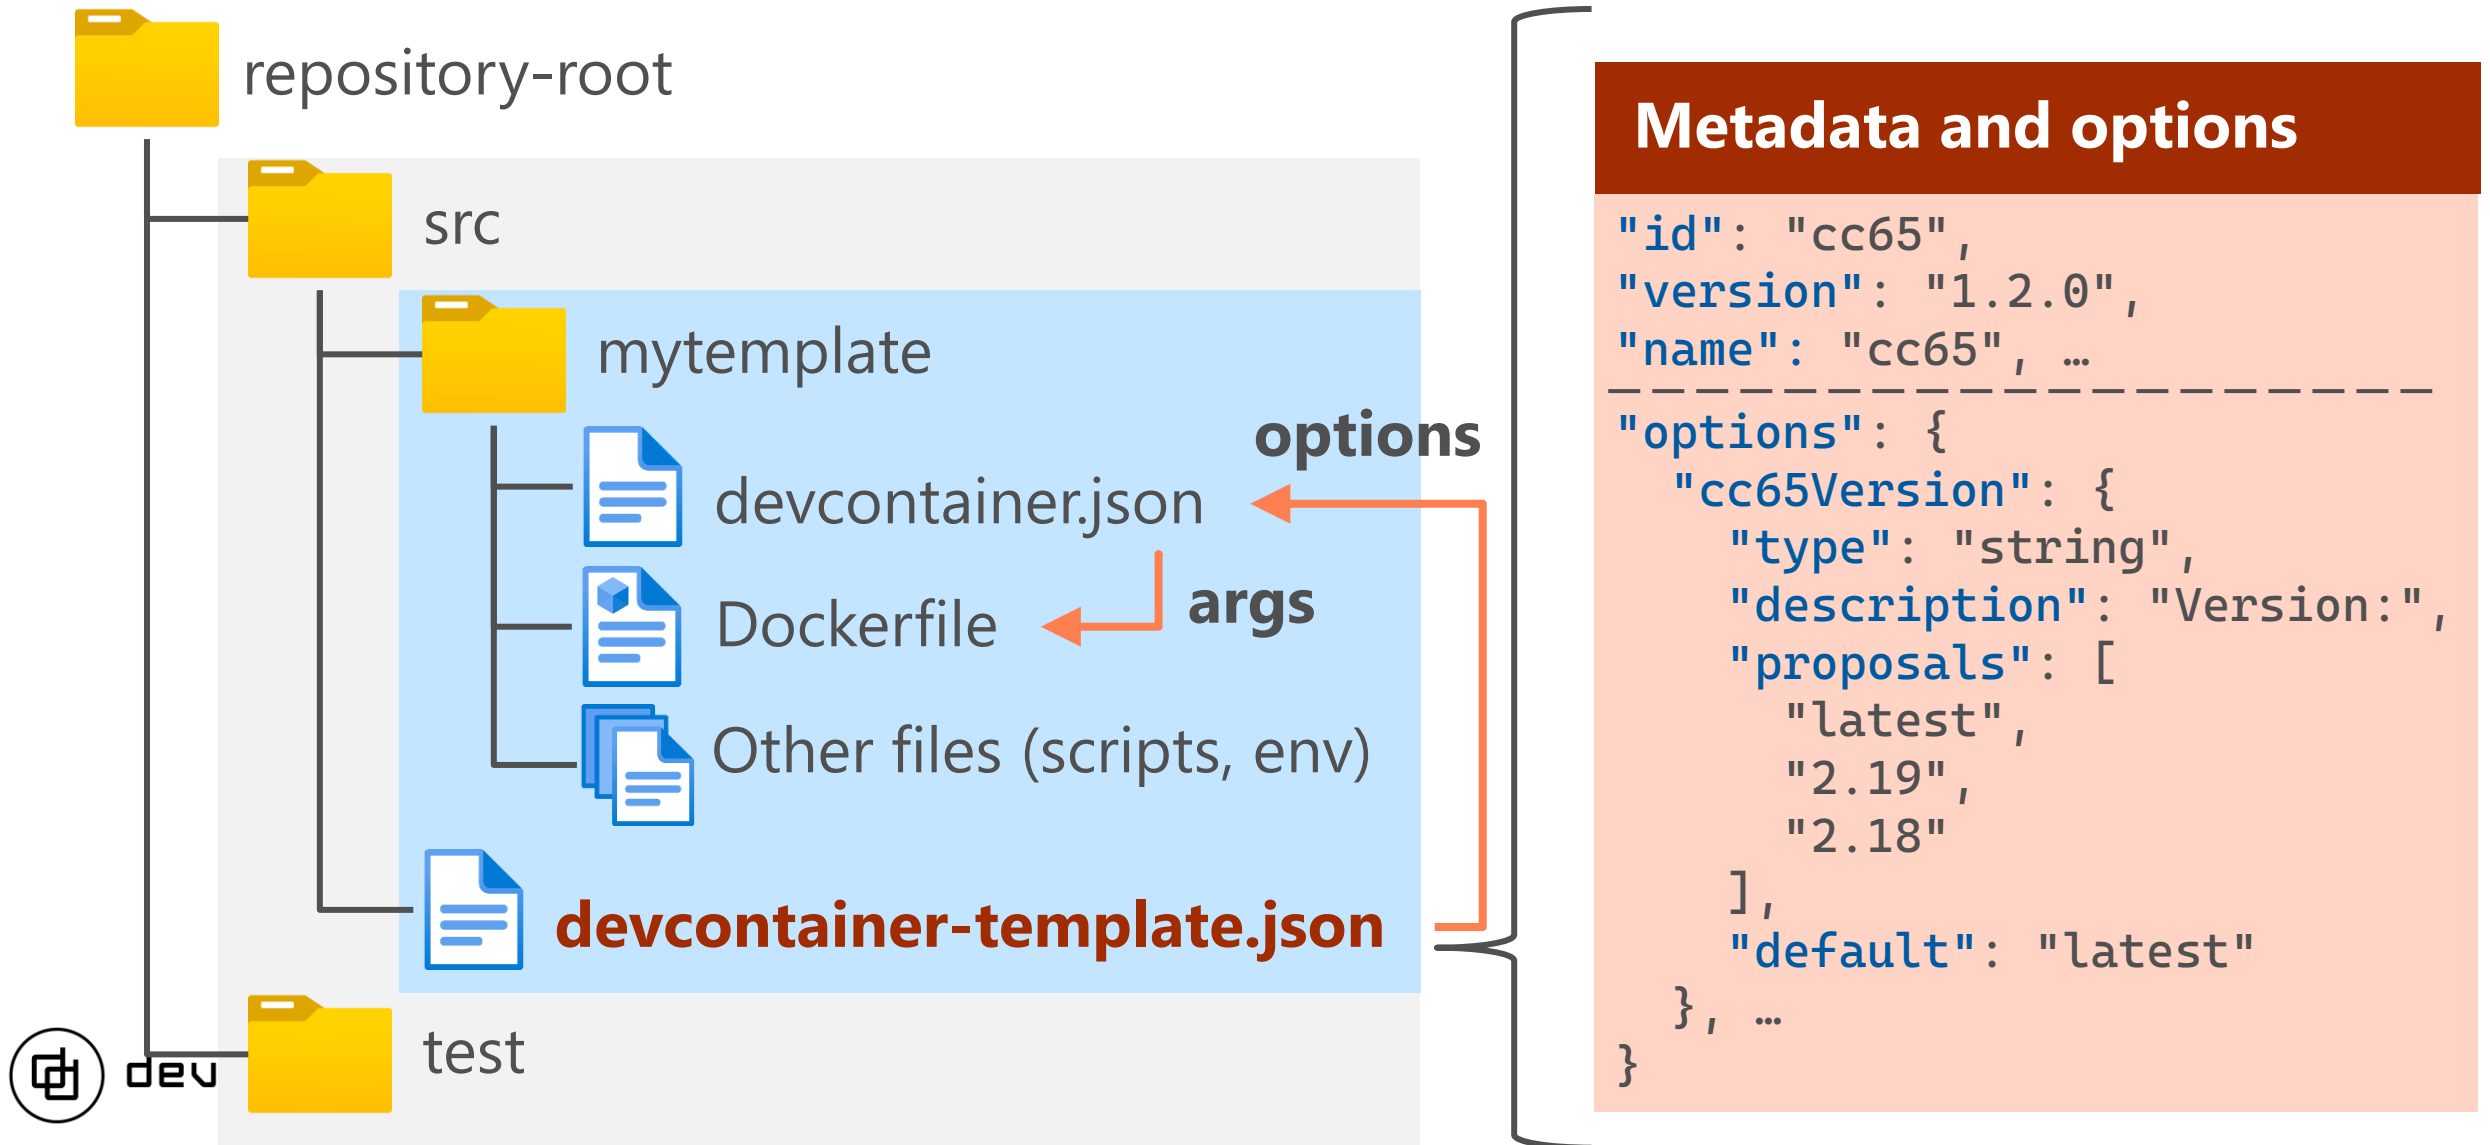 repository-root
src
mytemplate
options
devcontainer.json
args
Dockerfile
Other files (scripts, env)
devcontainer-template.json
test
dev
Metadata and options
"id": "cc65",
"version": "1.2.0",
"name": "cc65", …
"options": {
"cc65Version": {
"type": "string",
"description": "Version:",
"proposals": [
"latest",
"2.19",
"2.18"
],
"default": "latest"
}, …
}